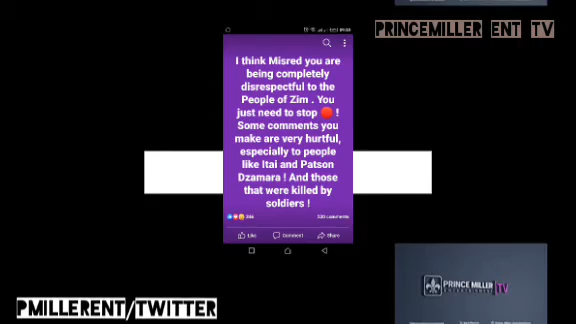 PRINCEMILLER ENT TV
I think Misred you are
being completely
disrespectful to the
People of Zim . You
just need to stop 🛑 !
Some comments you
make are very hurtful,
especially to people
like Itai and Patson
Dzamara ! And those
that were killed by
soldiers !
Like
Comment
Share
PRINCE MILLER TV
PMILLERENT/TWITTER